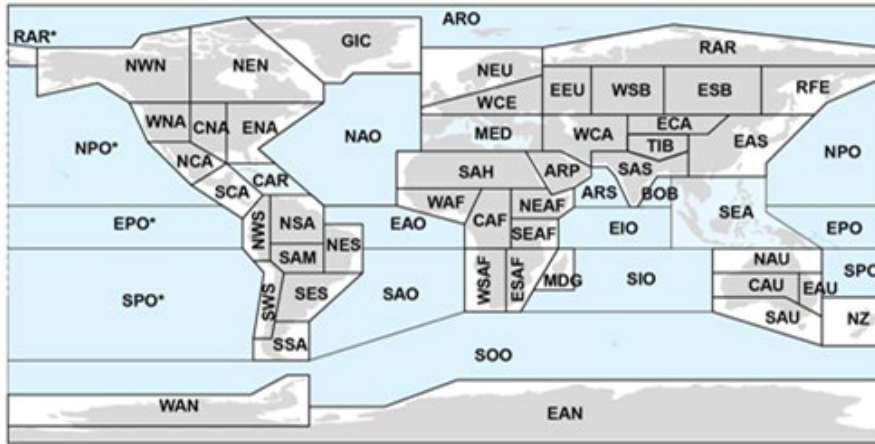 ARO
RAR*
GIC
RAR
NWN
NEN
NEU
EEU
WSB
ESB
RFE
WCE
WNA
CNA
ENA
NAO
MED
WCA
ECA
TIB
EAS
NPO*
NPO
NCA
CAR
SCA
SAH
ARP
SAS
ARS
BOB
WAF
CAF
NEAF
SEA
EPO*
NWS
NSA
NES
EAO
SEAF
EIO
EPO
SAM
NAU
SPO*
SWS
SES
SAO
WSAF
ESAF
MDG
SIO
CAU
EAU
SPO
SAU
NZ
SSA
SOO
WAN
EAN